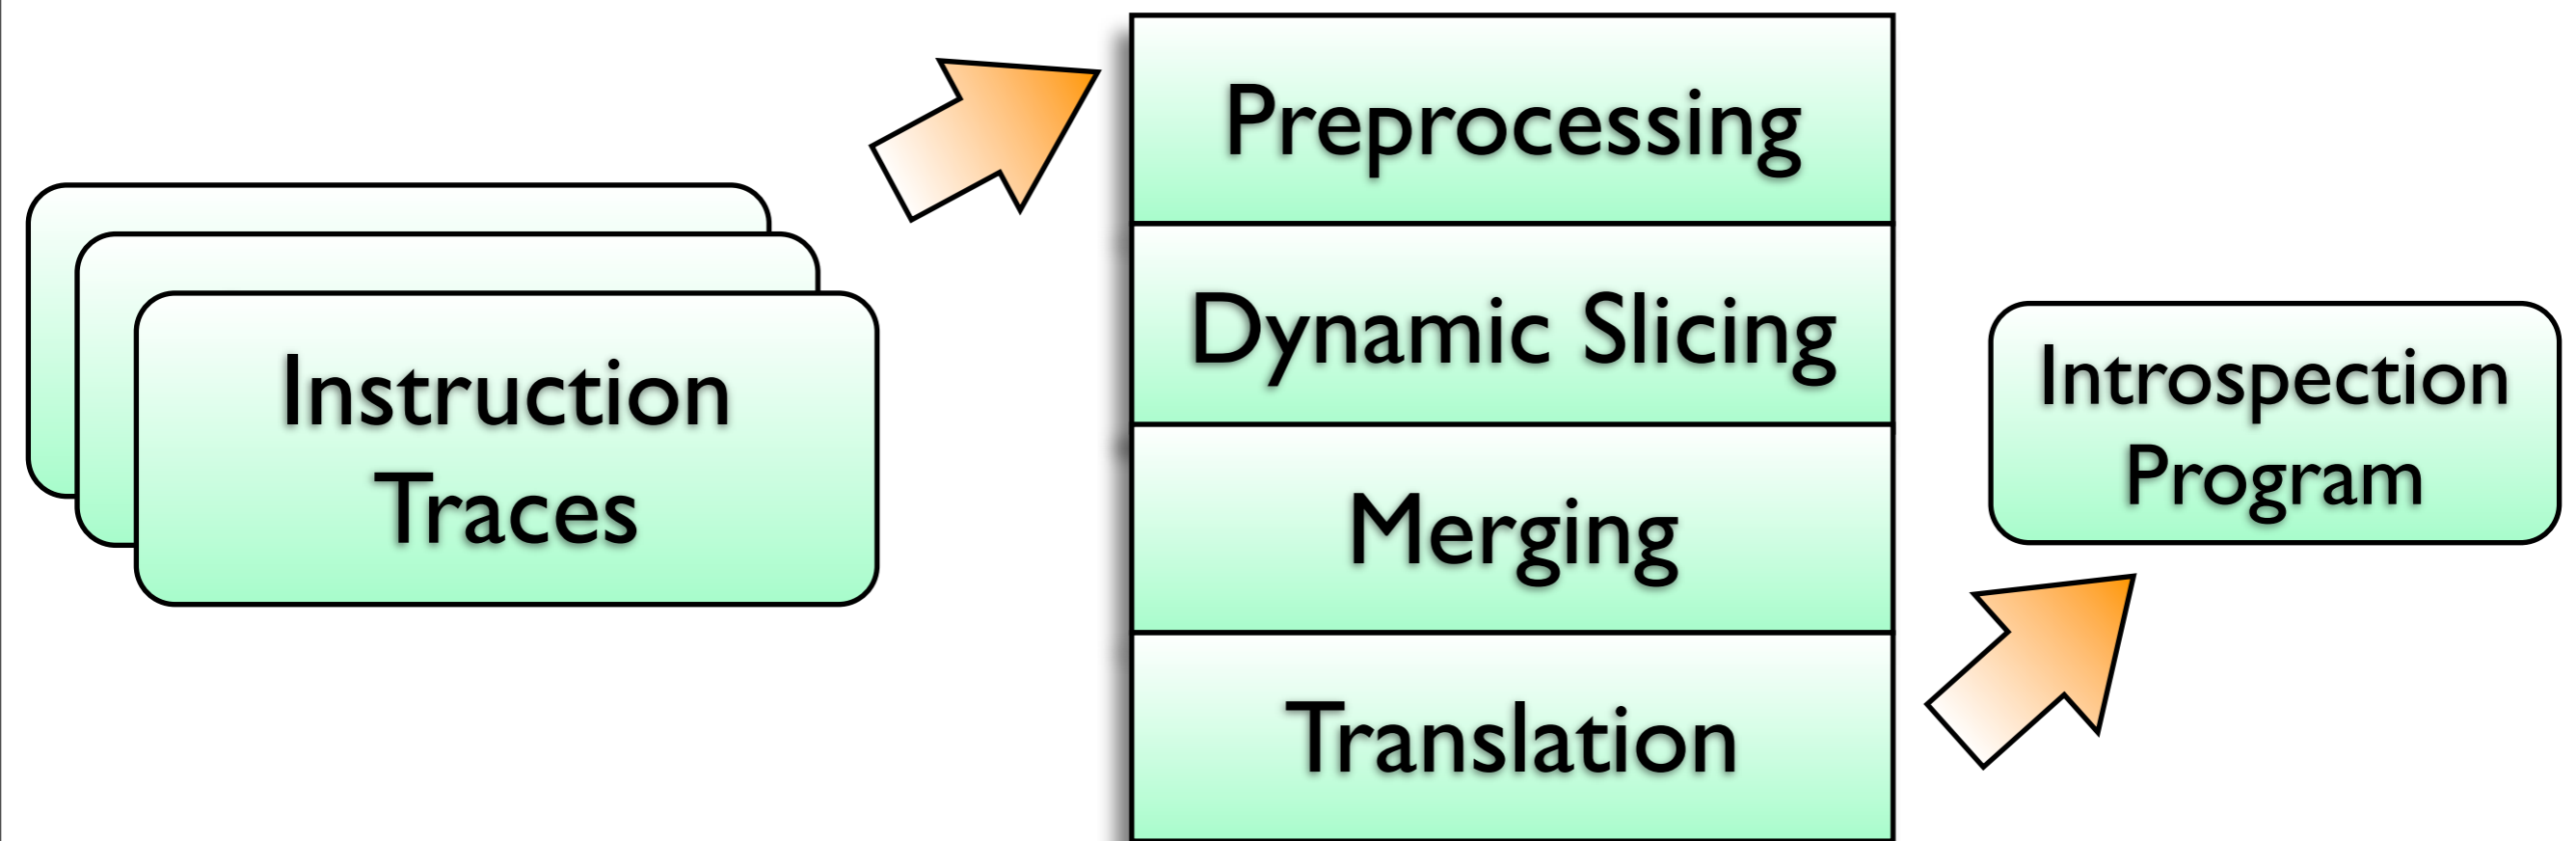 Instruction
Traces
Preprocessing
Dynamic Slicing
Merging
Translation
Introspection
Program